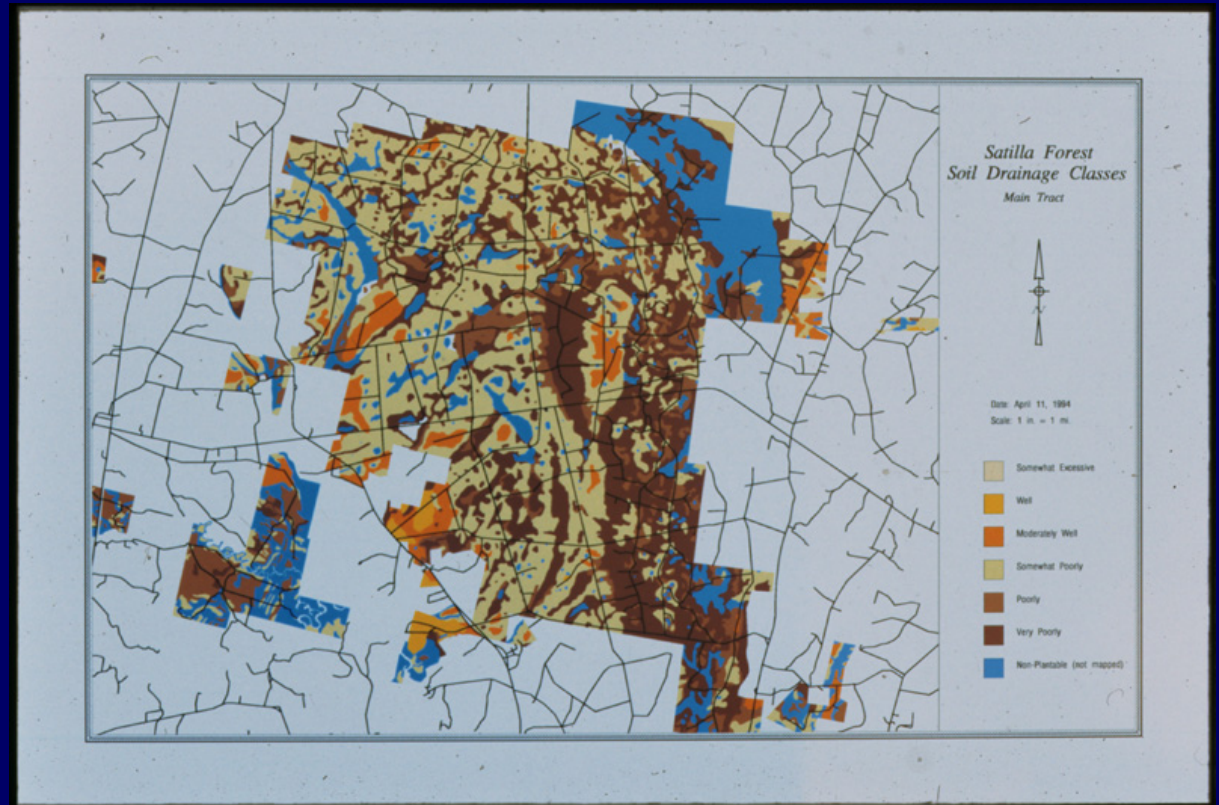 Satilla Forest
Soil Drainage Classes
Main Tract
N
Date: April 11, 1994
Scale: 1 in. = 1 mi.
Somewhat Excessive
Well
Moderately Well
Somewhat Poorly
Poorly
Very Poorly
Non-Plantable (not mapped)